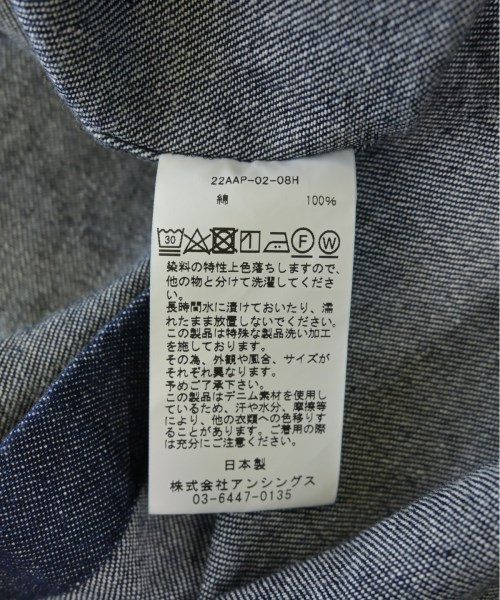 22AAP-02-08H
綿 100%
30 F W
染料の特性上色落ちしますので、
他の物と分けて洗濯してくださ
い。
長時間水に漬けておいたり、濡
れたまま放置しないでください。
この製品は特殊な製品洗い加工
を施しております。
その為、外観や風合、サイズが
それぞれ異なります。
予めご了承下さい。
この製品はデニム素材を使用し
ているため、汗や水分、摩擦等
により、他の衣類への色移りす
ることがあります。ご着用の際
は充分にご注意ください。
日本製
株式会社アンシングス
03-6447-0135